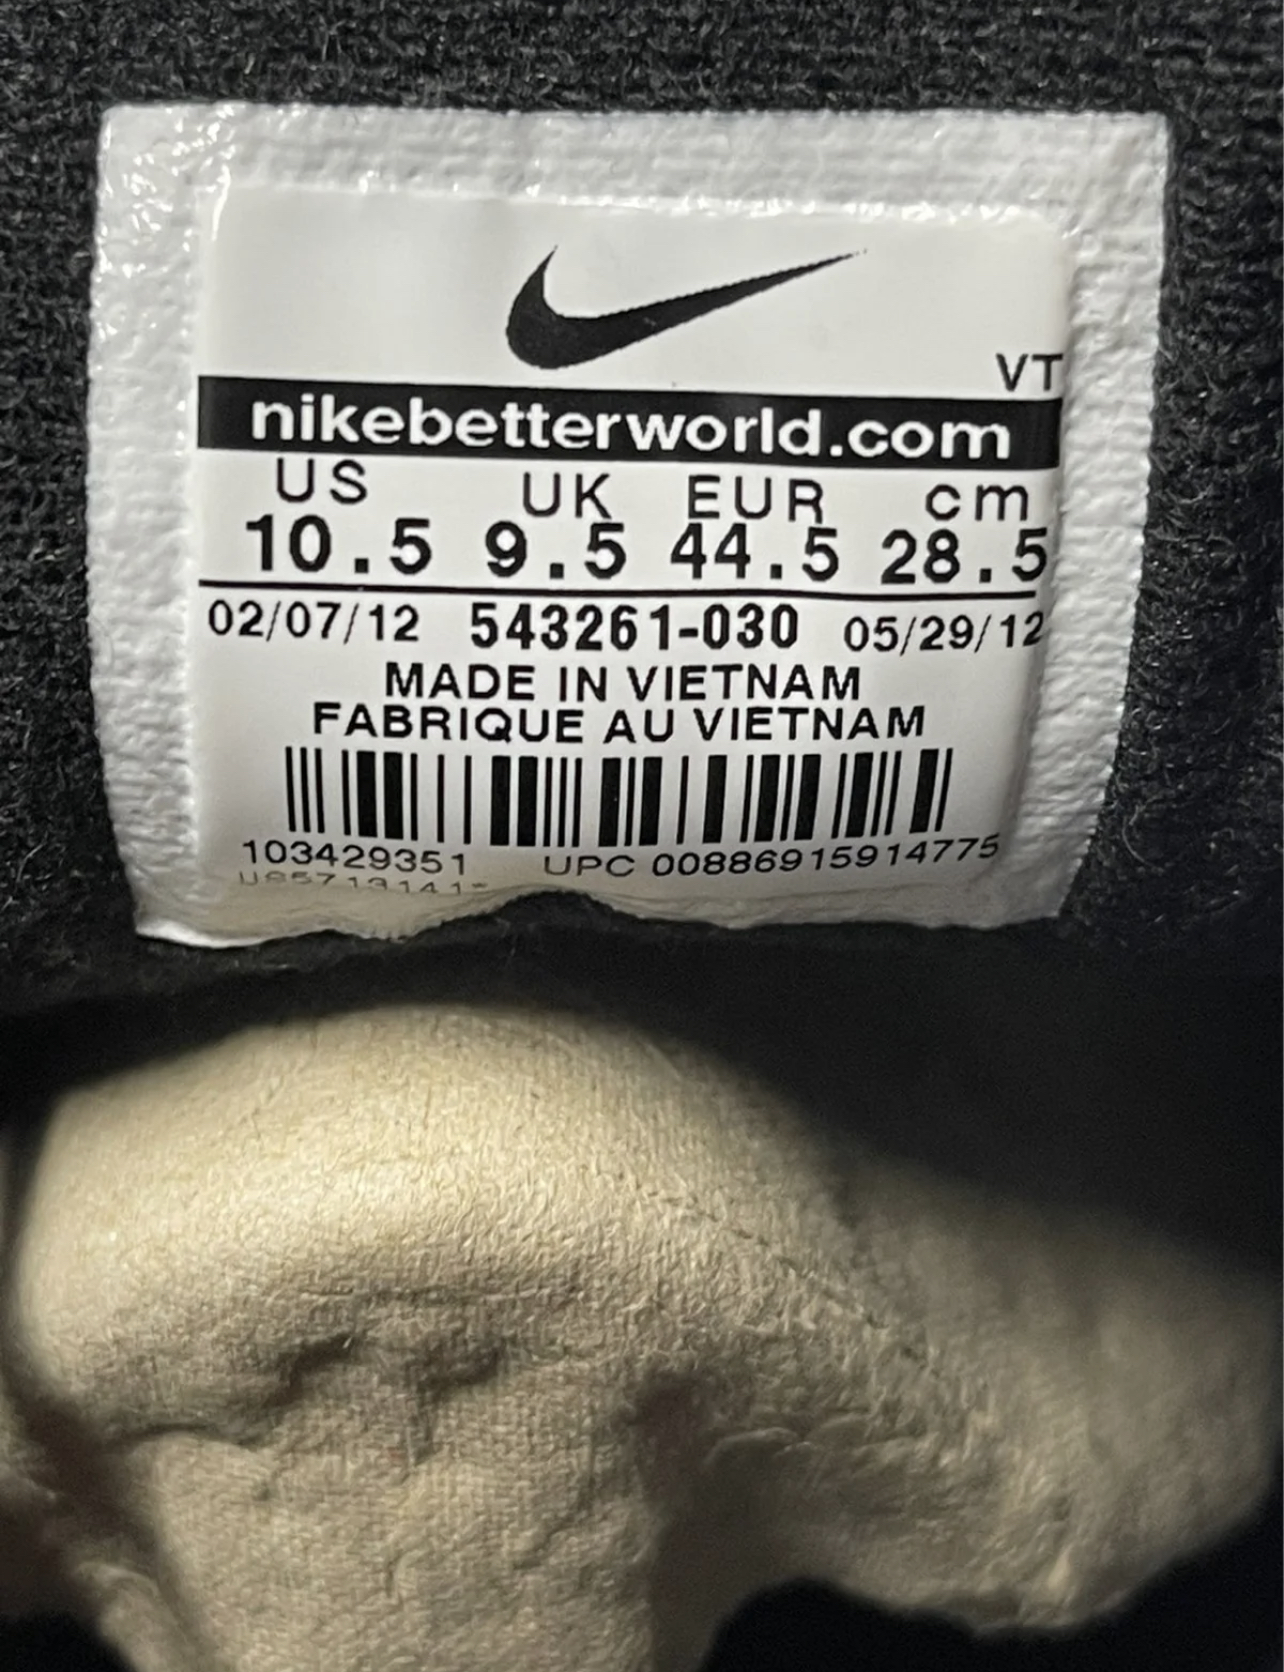 VT
nikebetterworld.com
US UK EUR cm
10.5 9.5 44.5 28.5
02/07/12 543261-030 05/29/12
MADE IN VIETNAM
FABRIQUE AU VIETNAM
103429351 UPC 00886915914775